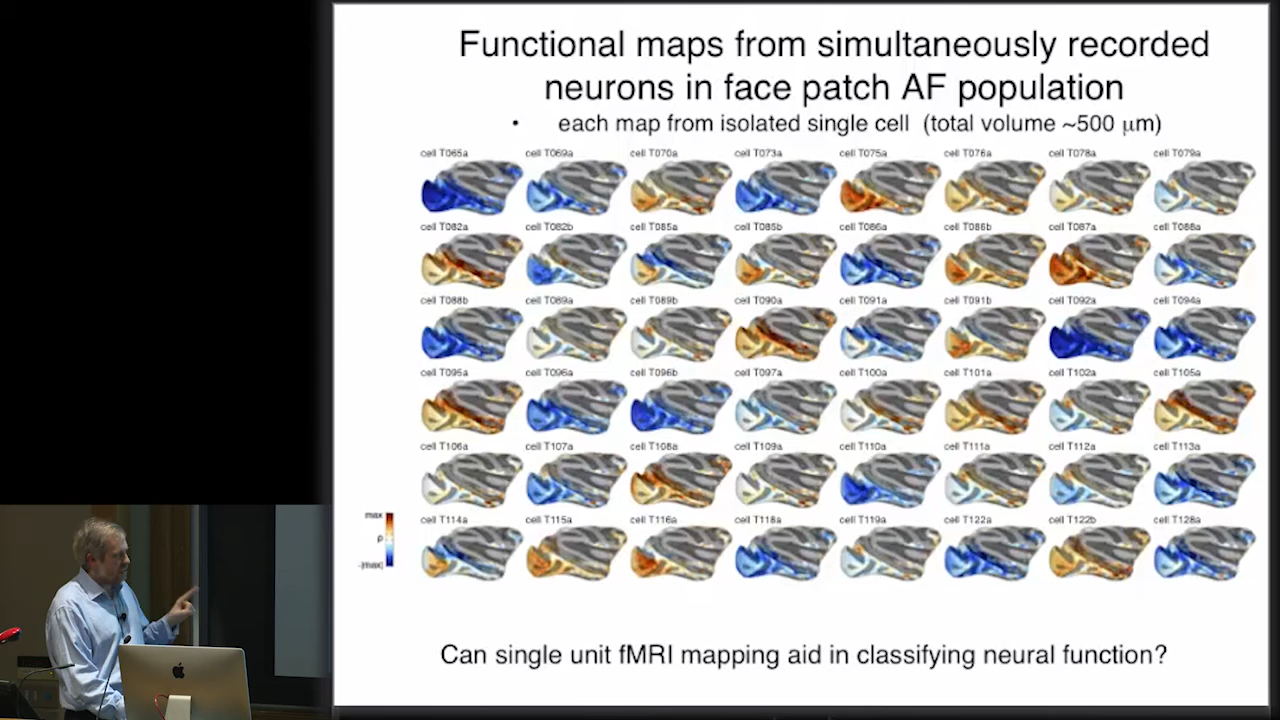 Functional maps from simultaneously recorded
neurons in face patch AF population
• each map from isolated single cell (total volume ~500 μm)
cell T065a cell T069a cell T070a cell T073a cell T075a cell T076a cell T078a cell T079a
cell T082a cell T082b cell T085a cell T085b cell T086a cell T086b cell T087a cell T088a
cell T088b cell T089a cell T089b cell T090a cell T091a cell T091b cell T092a cell T094a
cell T095a cell T096a cell T096b cell T097a cell T100a cell T101a cell T102a cell T105a
cell T106a cell T107a cell T108a cell T109a cell T110a cell T111a cell T112a cell T113a
cell T114a cell T115a cell T116a cell T118a cell T119a cell T122a cell T122b cell T128a
max
ρ
-|max|
Can single unit fMRI mapping aid in classifying neural function?